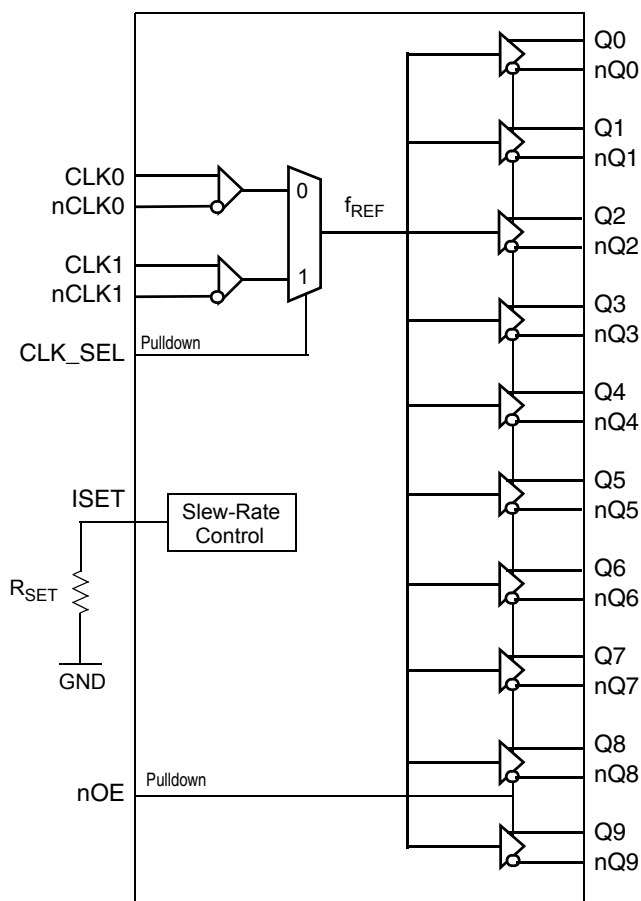 CLK0
nCLK0
CLK1
nCLK1
CLK_SEL
Pulldown
0
1
fREF
ISET
Slew-Rate
Control
RSET
GND
nOE
Pulldown
Q0
nQ0
Q1
nQ1
Q2
nQ2
Q3
nQ3
Q4
nQ4
Q5
nQ5
Q6
nQ6
Q7
nQ7
Q8
nQ8
Q9
nQ9